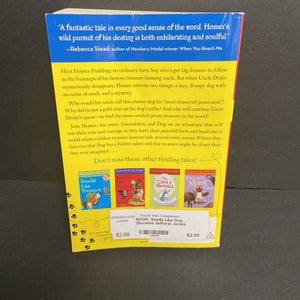 "A fantastic tale in every good sense of the word. Homer's
wild pursuit of his destiny is both exhilarating and soulful."
—Rebecca Stead, author of Newbery Medal winner When You Reach Me
Meet Homer Pudding, an ordinary farm boy who's got big dreams: to follow
in the footsteps of his famous treasure-hunting uncle. But when Uncle Drake
mysteriously disappears, Homer inherits two things: a lazy, droopy dog with
no sense of smell, and a mystery.
Why would his uncle call this clumsy dog his "most treasured possession"?
Why did he put a gold coin on the dog's collar? And who will continue Uncle
Drake's quest—to find the most coveted pirate treasure in the world?
Join Homer, his sister, Gwendolyn, and Dog on an adventure that will
test their wits and courage as they leave their peaceful farm and head into a
world where ruthless treasure hunters hide around every corner. Where they
discover that Dog has a hidden talent and that treasure might be closer than
they ever imagined . . .
Don't miss these other thrilling tales!
Smells
Like
Treasure
BOOK: Smells Like Dog
(Suzanne Selfors) -series
$2.99
$2.99